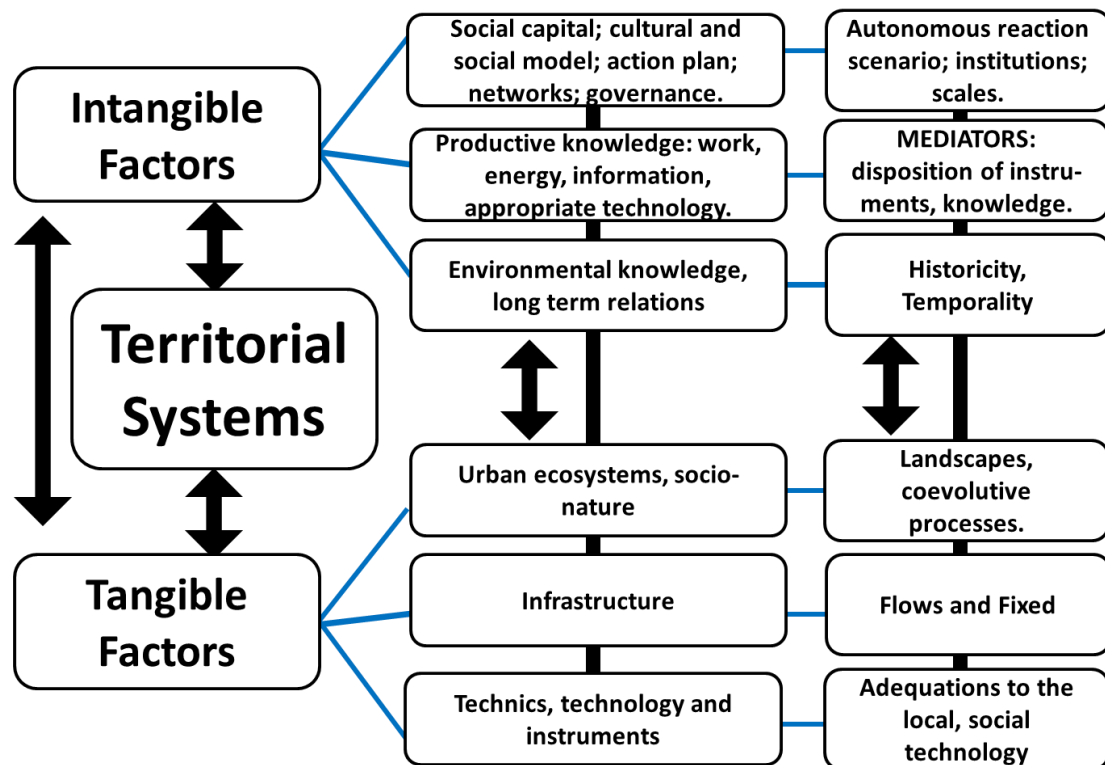 Intangible
Factors
Territorial
Systems
Tangible
Factors
Social capital; cultural and
social model; action plan;
networks; governance.
Autonomous reaction
scenario; institutions;
scales.
Productive knowledge: work,
energy, information,
appropriate technology.
MEDIATORS:
disposition of instru-
ments, knowledge.
Environmental knowledge,
long term relations
Historicity,
Temporality
Urban ecosystems, socio-
nature
Landscapes,
coevolutive
processes.
Infrastructure
Flows and Fixed
Technics, technology and
instruments
Adequations to the
local, social
technology